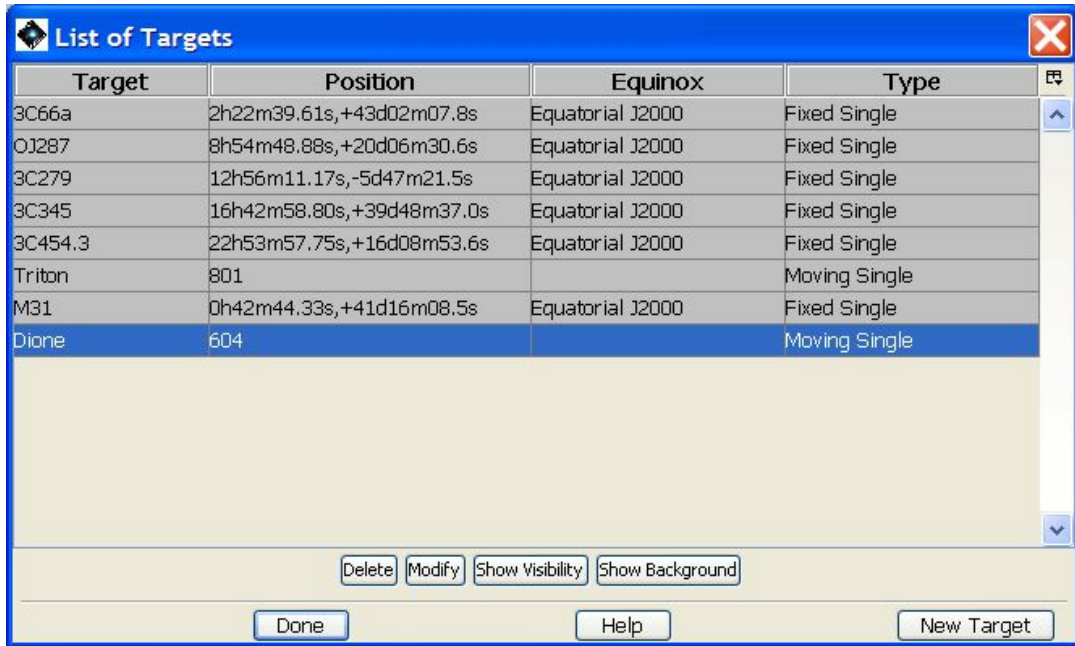 List of Targets
Target Position Equinox Type
3C66a 2h22m39.61s,+43d02m07.8s Equatorial J2000 Fixed Single
OJ287 8h54m48.88s,+20d06m30.6s Equatorial J2000 Fixed Single
3C279 12h56m11.17s,-5d47m21.5s Equatorial J2000 Fixed Single
3C345 16h42m58.80s,+39d48m37.0s Equatorial J2000 Fixed Single
3C454.3 22h53m57.75s,+16d08m53.6s Equatorial J2000 Fixed Single
Triton 801 Moving Single
M31 0h42m44.33s,+41d16m08.5s Equatorial J2000 Fixed Single
Dione 604 Moving Single
Delete Modify Show Visibility Show Background
Done Help New Target